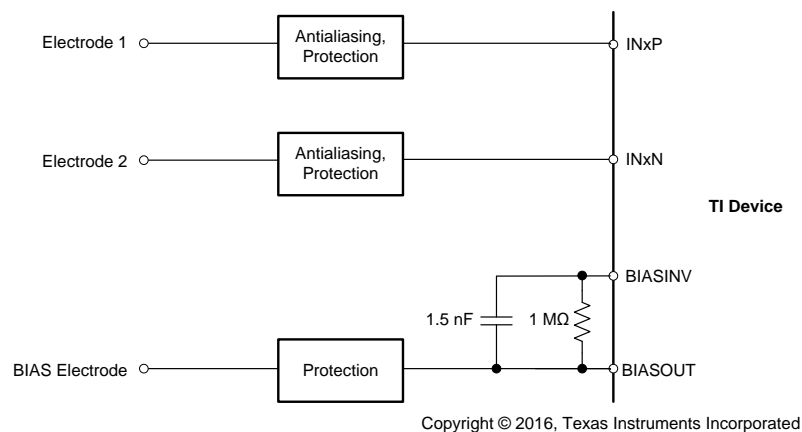 Electrode 1
Antialiasing,
Protection
INxP
Electrode 2
Antialiasing,
Protection
INxN
TI Device
BIASINV
1.5 nF
1 MΩ
BIAS Electrode
Protection
BIASOUT
Copyright © 2016, Texas Instruments Incorporated